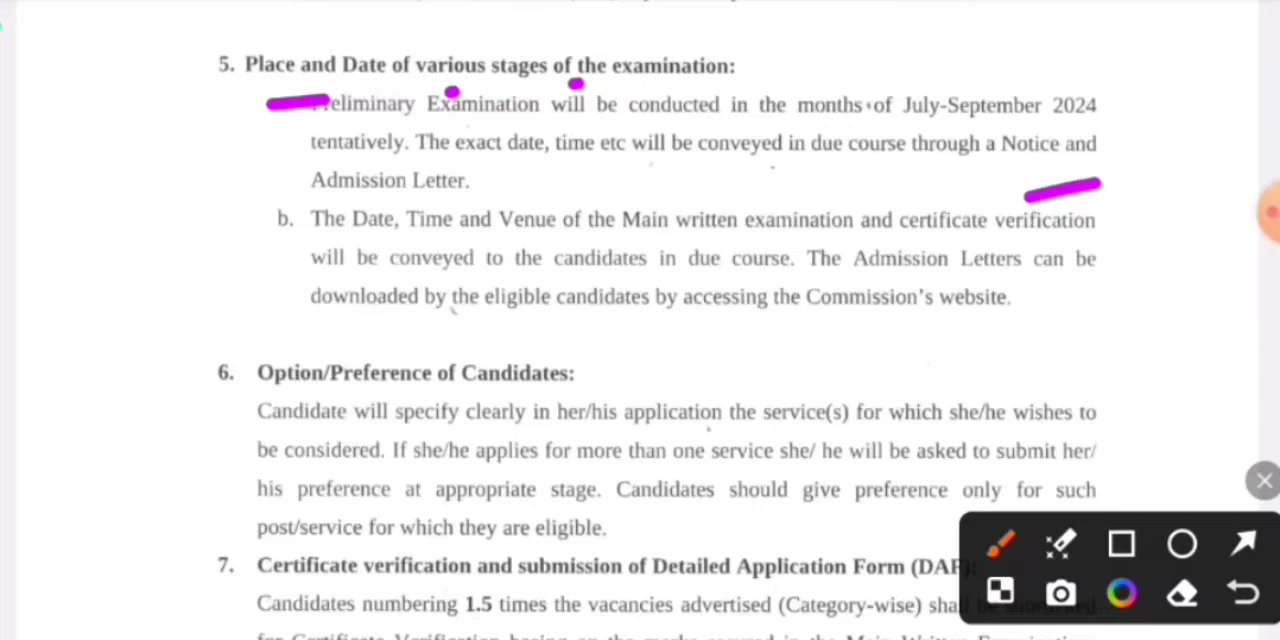 5. Place and Date of various stages of the examination:
eliminary Examination will be conducted in the months of July-September 2024
tentatively. The exact date, time etc will be conveyed in due course through a Notice and
Admission Letter.
b. The Date, Time and Venue of the Main written examination and certificate verification
will be conveyed to the candidates in due course. The Admission Letters can be
downloaded by the eligible candidates by accessing the Commission's website.
6. Option/Preference of Candidates:
Candidate will specify clearly in her/his application the service(s) for which she/he wishes to
be considered. If she/he applies for more than one service she/ he will be asked to submit her/
his preference at appropriate stage. Candidates should give preference only for such
post/service for which they are eligible.
7. Certificate verification and submission of Detailed Application Form (DAF):
Candidates numbering 1.5 times the vacancies advertised (Category-wise)